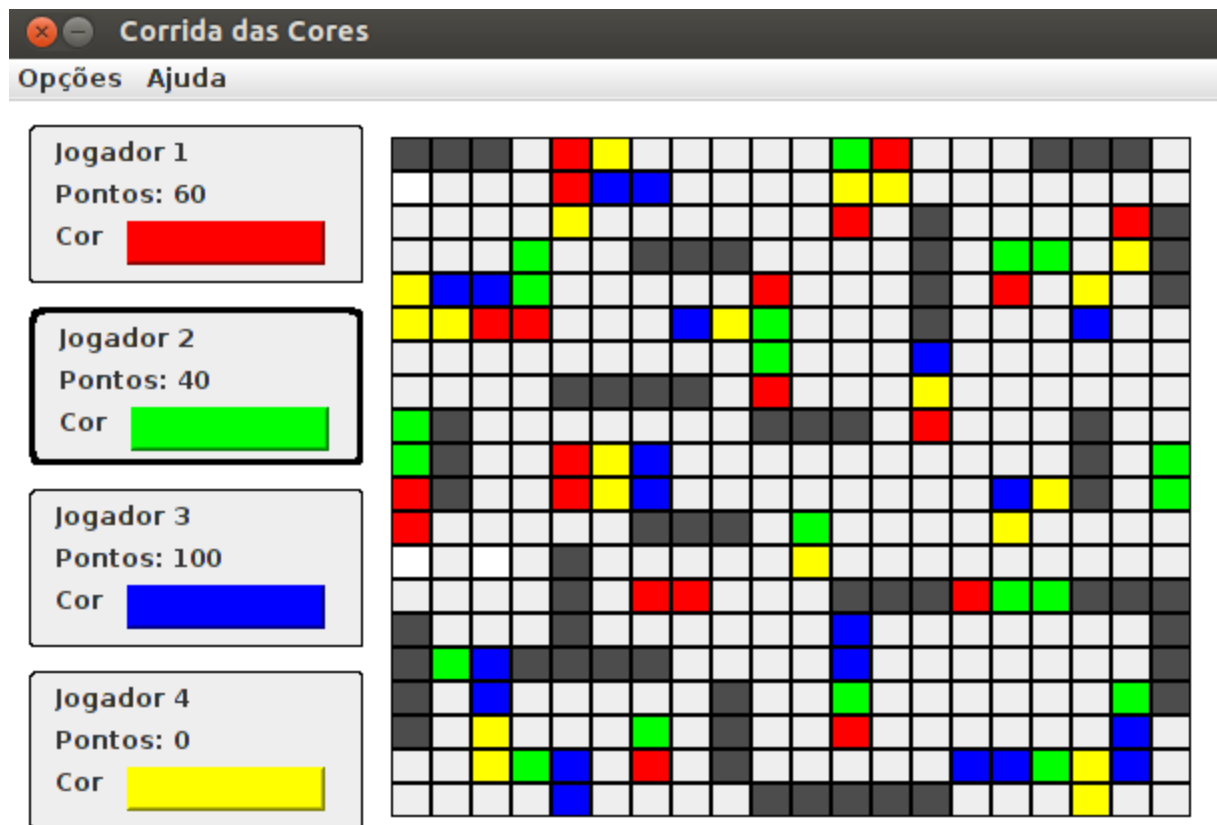 Corrida das Cores
Opções Ajuda
Jogador 1
Pontos: 60
Cor
Jogador 2
Pontos: 40
Cor
Jogador 3
Pontos: 100
Cor
Jogador 4
Pontos: 0
Cor